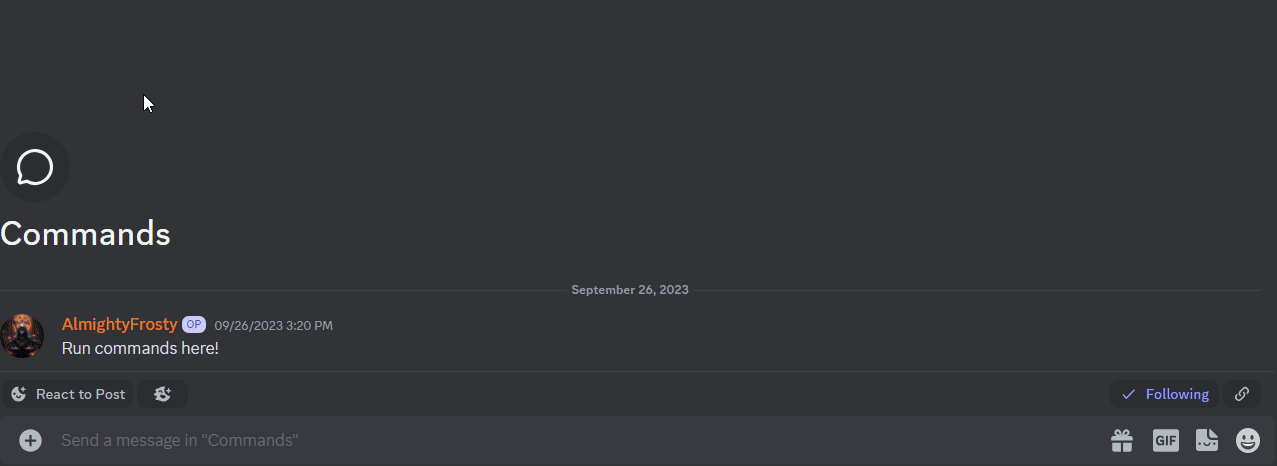 Commands
September 26, 2023
AlmightyFrosty OP 09/26/2023 3:20 PM
Run commands here!
React to Post Following
Send a message in "Commands" GIF